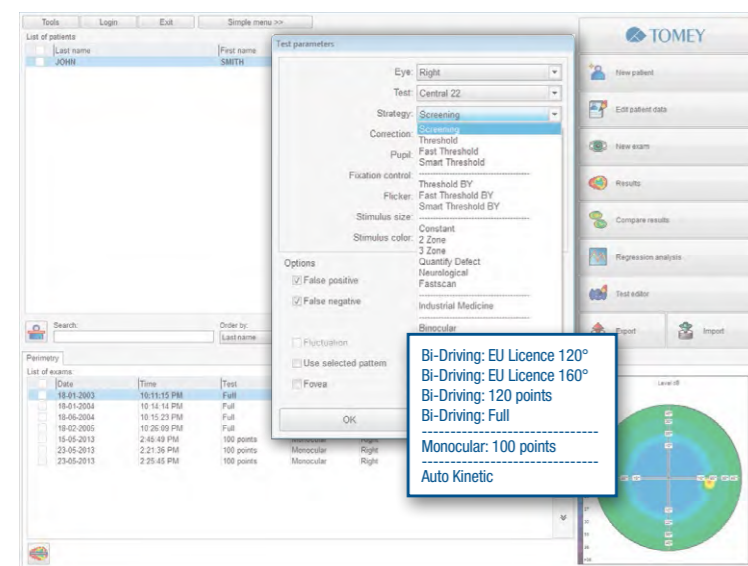 Tools Login Exit Simple menu >>
List of patients
Last name First name
JOHN SMITH
Test parameters
Eye: Right
Test: Central 22
Strategy: Screening
Screening
Threshold
Fast Threshold
Smart Threshold
Threshold BY
Fast Threshold BY
Smart Threshold BY
Constant
2 Zone
3 Zone
Quantify Defect
Neurological
Fastscan
Industrial Medicine
Binocular
Correction:
Pupil:
Fixation control:
Flicker:
Stimulus size:
Stimulus color:
Options
False positive
False negative
Fluctuation
Use selected pattern
Fovea
OK
Bi-Driving: EU Licence 120°
Bi-Driving: EU Licence 160°
Bi-Driving: 120 points
Bi-Driving: Full
Monocular: 100 points
Auto Kinetic
Search: Order by:
Last name
Perimetry
List of exams
Date Time Test
18-01-2003 10:11:15 PM Full
18-01-2004 10:14:14 PM Full
18-06-2004 10:15:23 PM Full
18-02-2005 10:26:09 PM Full
15-05-2013 2:45:49 PM 100 points Monocular Right
23-05-2013 2:21:36 PM 100 points Monocular Right
23-05-2013 2:25:45 PM 100 points Monocular Right
TOMEY
New patient
Edit patient data
New exam
Results
Compare results
Regression analysis
Test editor
Export Import